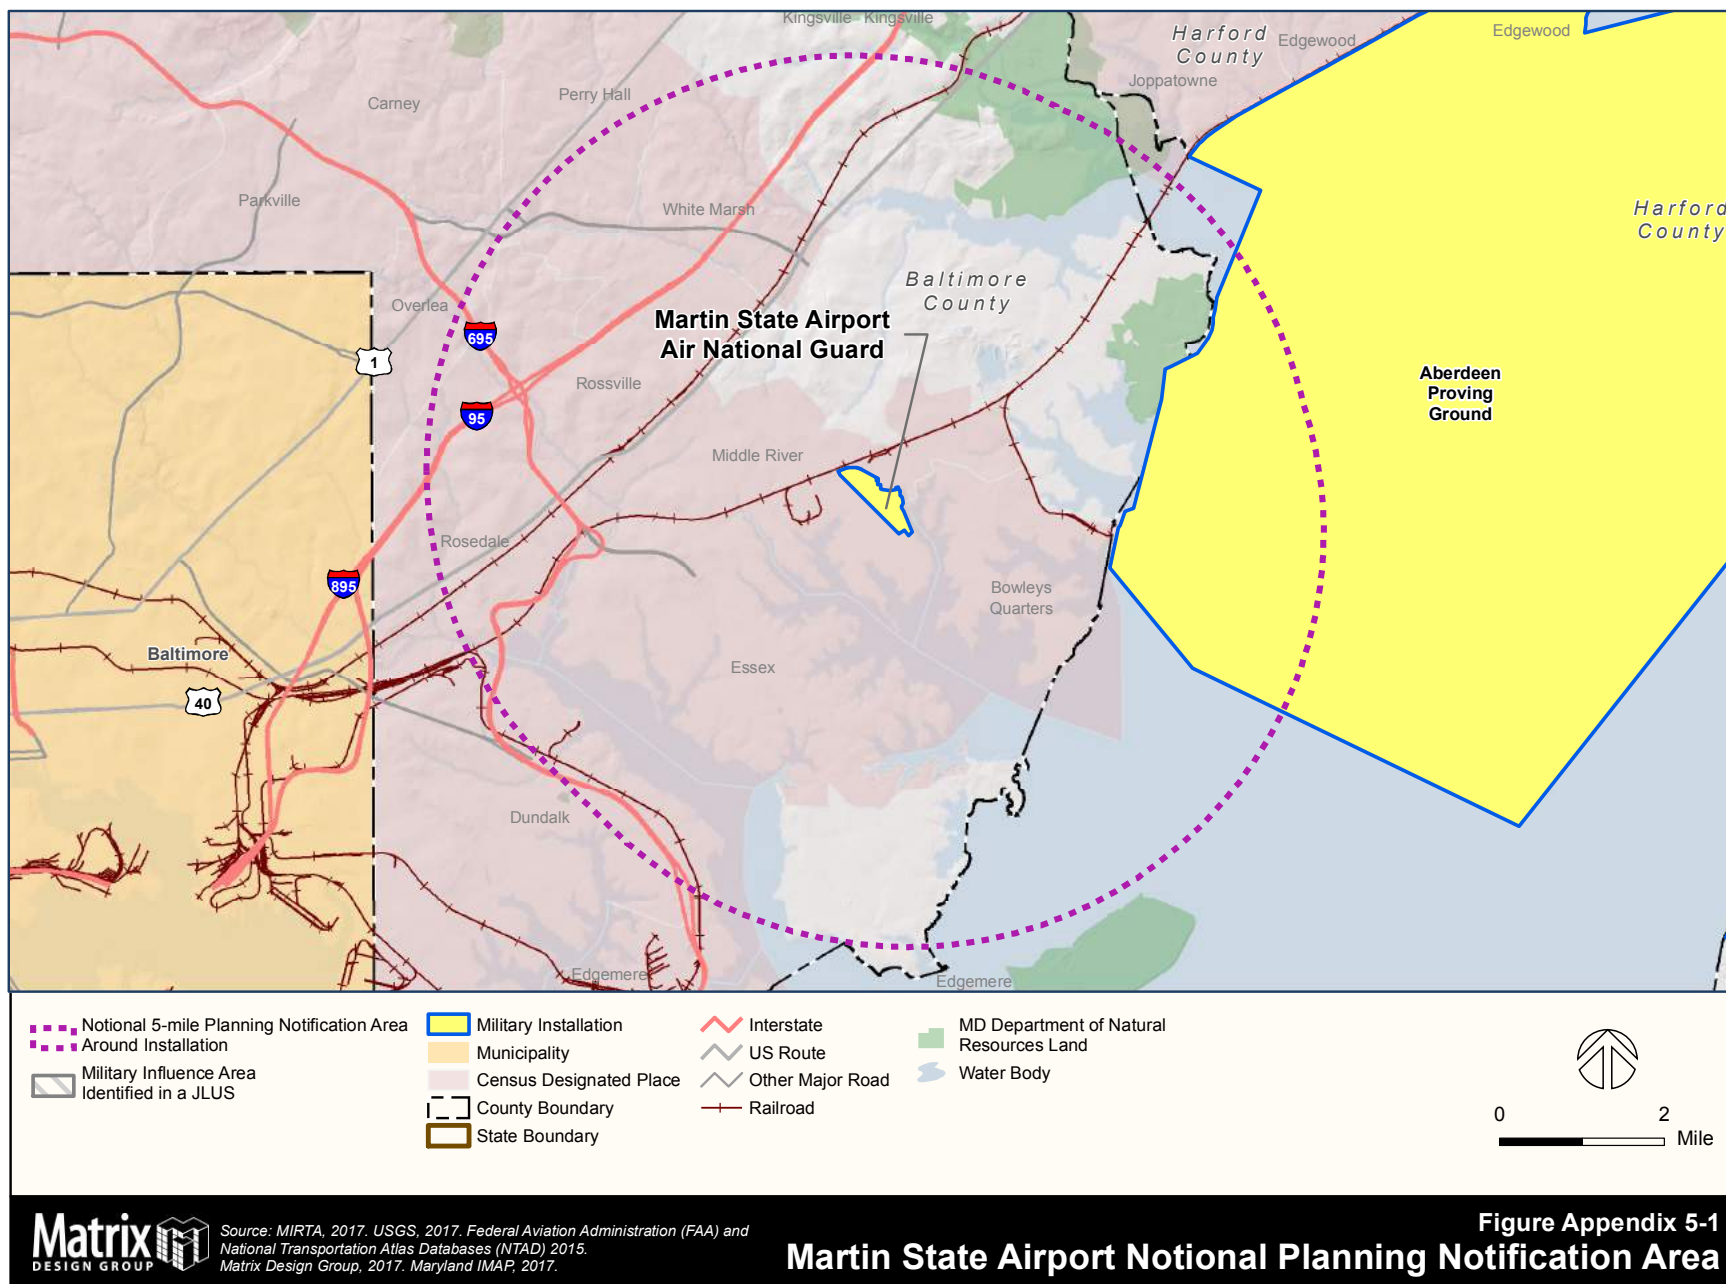 Kingsville Kingsville
Harford
County
Edgewood
Edgewood
Joppatowne
Carney
Perry Hall
Parkville
White Marsh
Harford
County
Baltimore
County
Overlea
Martin State Airport
Air National Guard
695
1
Rossville
Aberdeen
Proving
Ground
95
Middle River
Rosedale
895
Bowleys
Quarters
Baltimore
Essex
40
Dundalk
Edgemere
Edgemere
Notional 5-mile Planning Notification Area
Around Installation
Military Influence Area
Identified in a JLUS
Military Installation
Municipality
Census Designated Place
County Boundary
State Boundary
Interstate
US Route
Other Major Road
Railroad
MD Department of Natural
Resources Land
Water Body
0 2
Mile
Matrix
DESIGN GROUP
Source: MIRTA, 2017. USGS, 2017. Federal Aviation Administration (FAA) and
National Transportation Atlas Databases (NTAD) 2015.
Matrix Design Group, 2017. Maryland IMAP, 2017.
Figure Appendix 5-1
Martin State Airport Notional Planning Notification Area